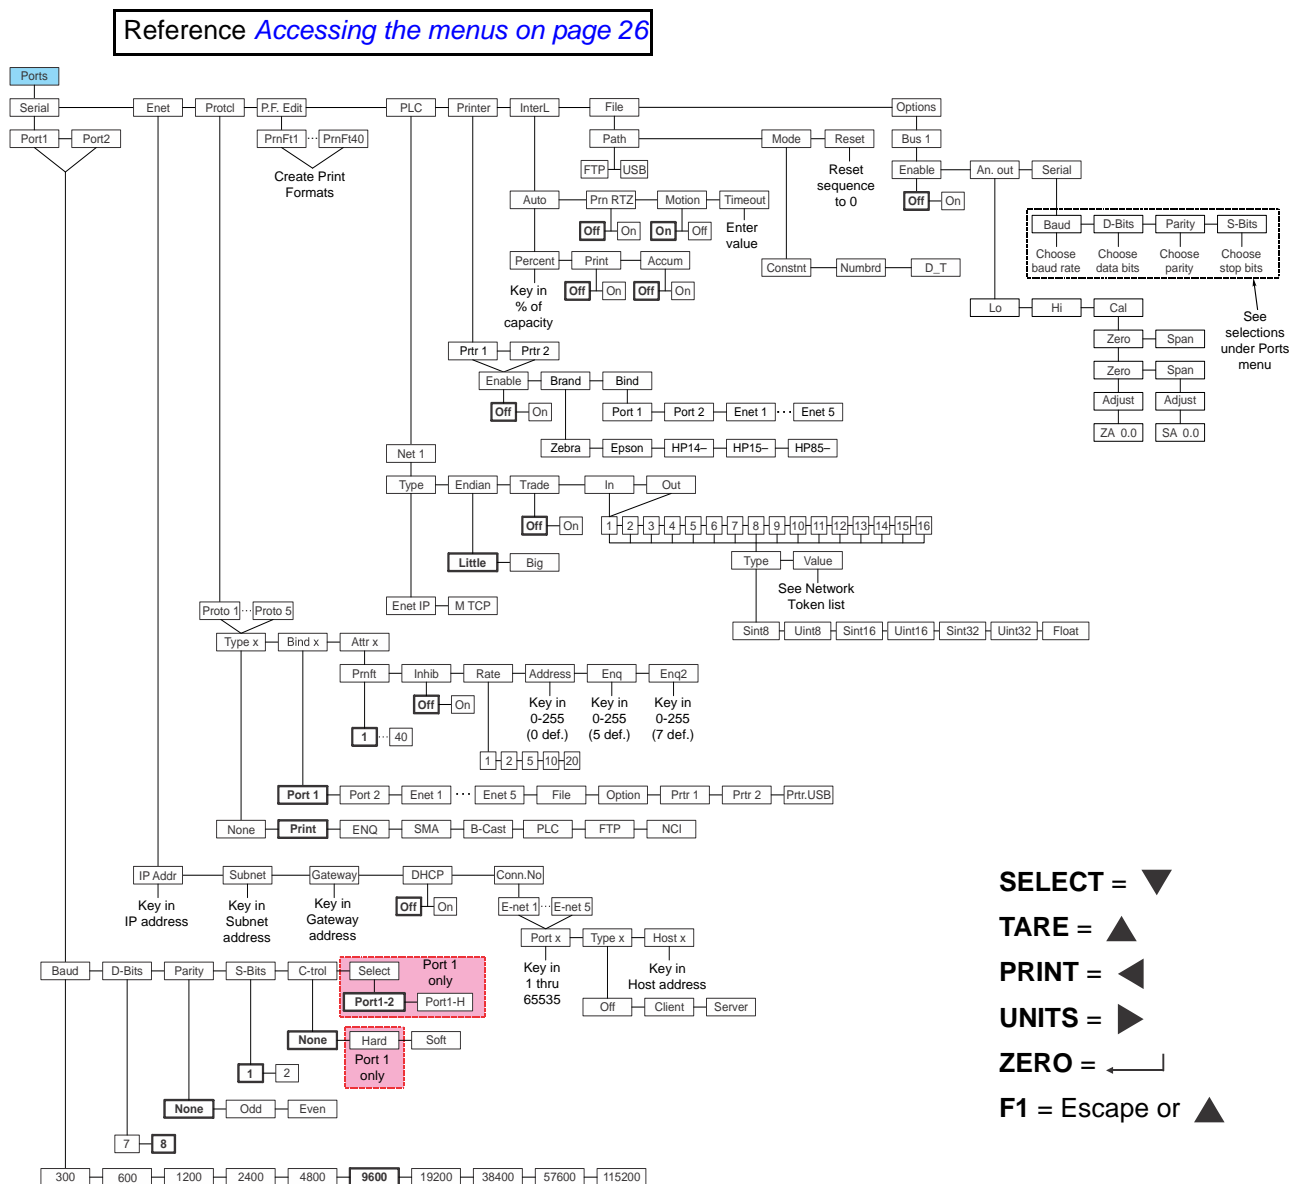 Reference Accessing the menus on page 26
Ports
Serial Enet Protcl P.F. Edit PLC Printer InterL File Options
Port1 Port2 PrnFt1 ··· PrnFt40 Path Mode Reset Bus 1
Create Print
Formats
FTP USB
Reset
sequence
to 0
Enable An. out Serial
Off On
Auto Prn RTZ Motion Timeout
Off On On Off
Enter
value
Baud D-Bits Parity S-Bits
Choose
baud rate
Choose
data bits
Choose
parity
Choose
stop bits
Percent Print Accum
Key in
% of
capacity
Off On Off On
Constnt Numbrd D_T
Lo Hi Cal
See
selections
under Ports
menu
Zero Span
Zero Span
Adjust Adjust
ZA 0.0 SA 0.0
Prtr 1 Prtr 2
Enable Brand Bind
Off On
Port 1 Port 2 Enet 1 ··· Enet 5
Zebra Epson HP14– HP15– HP85–
Net 1
Type Endian Trade In Out
Off On
1 2 3 4 5 6 7 8 9 10 11 12 13 14 15 16
Little Big
Type Value
See Network
Token list
Enet IP M TCP
Sint8 Uint8 Sint16 Uint16 Sint32 Uint32 Float
Proto 1 ··· Proto 5
Type x Bind x Attr x
Prnft Inhib Rate Address Enq Enq2
Off On
Key in
0-255
(0 def.)
Key in
0-255
(5 def.)
Key in
0-255
(7 def.)
1 ··· 40
1 2 5 10 20
Port 1 Port 2 Enet 1 ··· Enet 5 File Option Prtr 1 Prtr 2 Prtr.USB
None Print ENQ SMA B-Cast PLC FTP NCI
IP Addr Subnet Gateway DHCP Conn.No
Key in
IP address
Key in
Subnet
address
Key in
Gateway
address
Off On
E-net 1 ··· E-net 5
Port x Type x Host x
Key in
1 thru
65535
Key in
Host address
Off Client Server
Baud D-Bits Parity S-Bits C-trol Select
Port 1
only
Port1-2 Port1-H
None Hard Soft
Port 1
only
1 2
None Odd Even
7 8
300 600 1200 2400 4800 9600 19200 38400 57600 115200
SELECT = ▼
TARE = ▲
PRINT = ◀
UNITS = ▶
ZERO = ↵
F1 = Escape or ▲